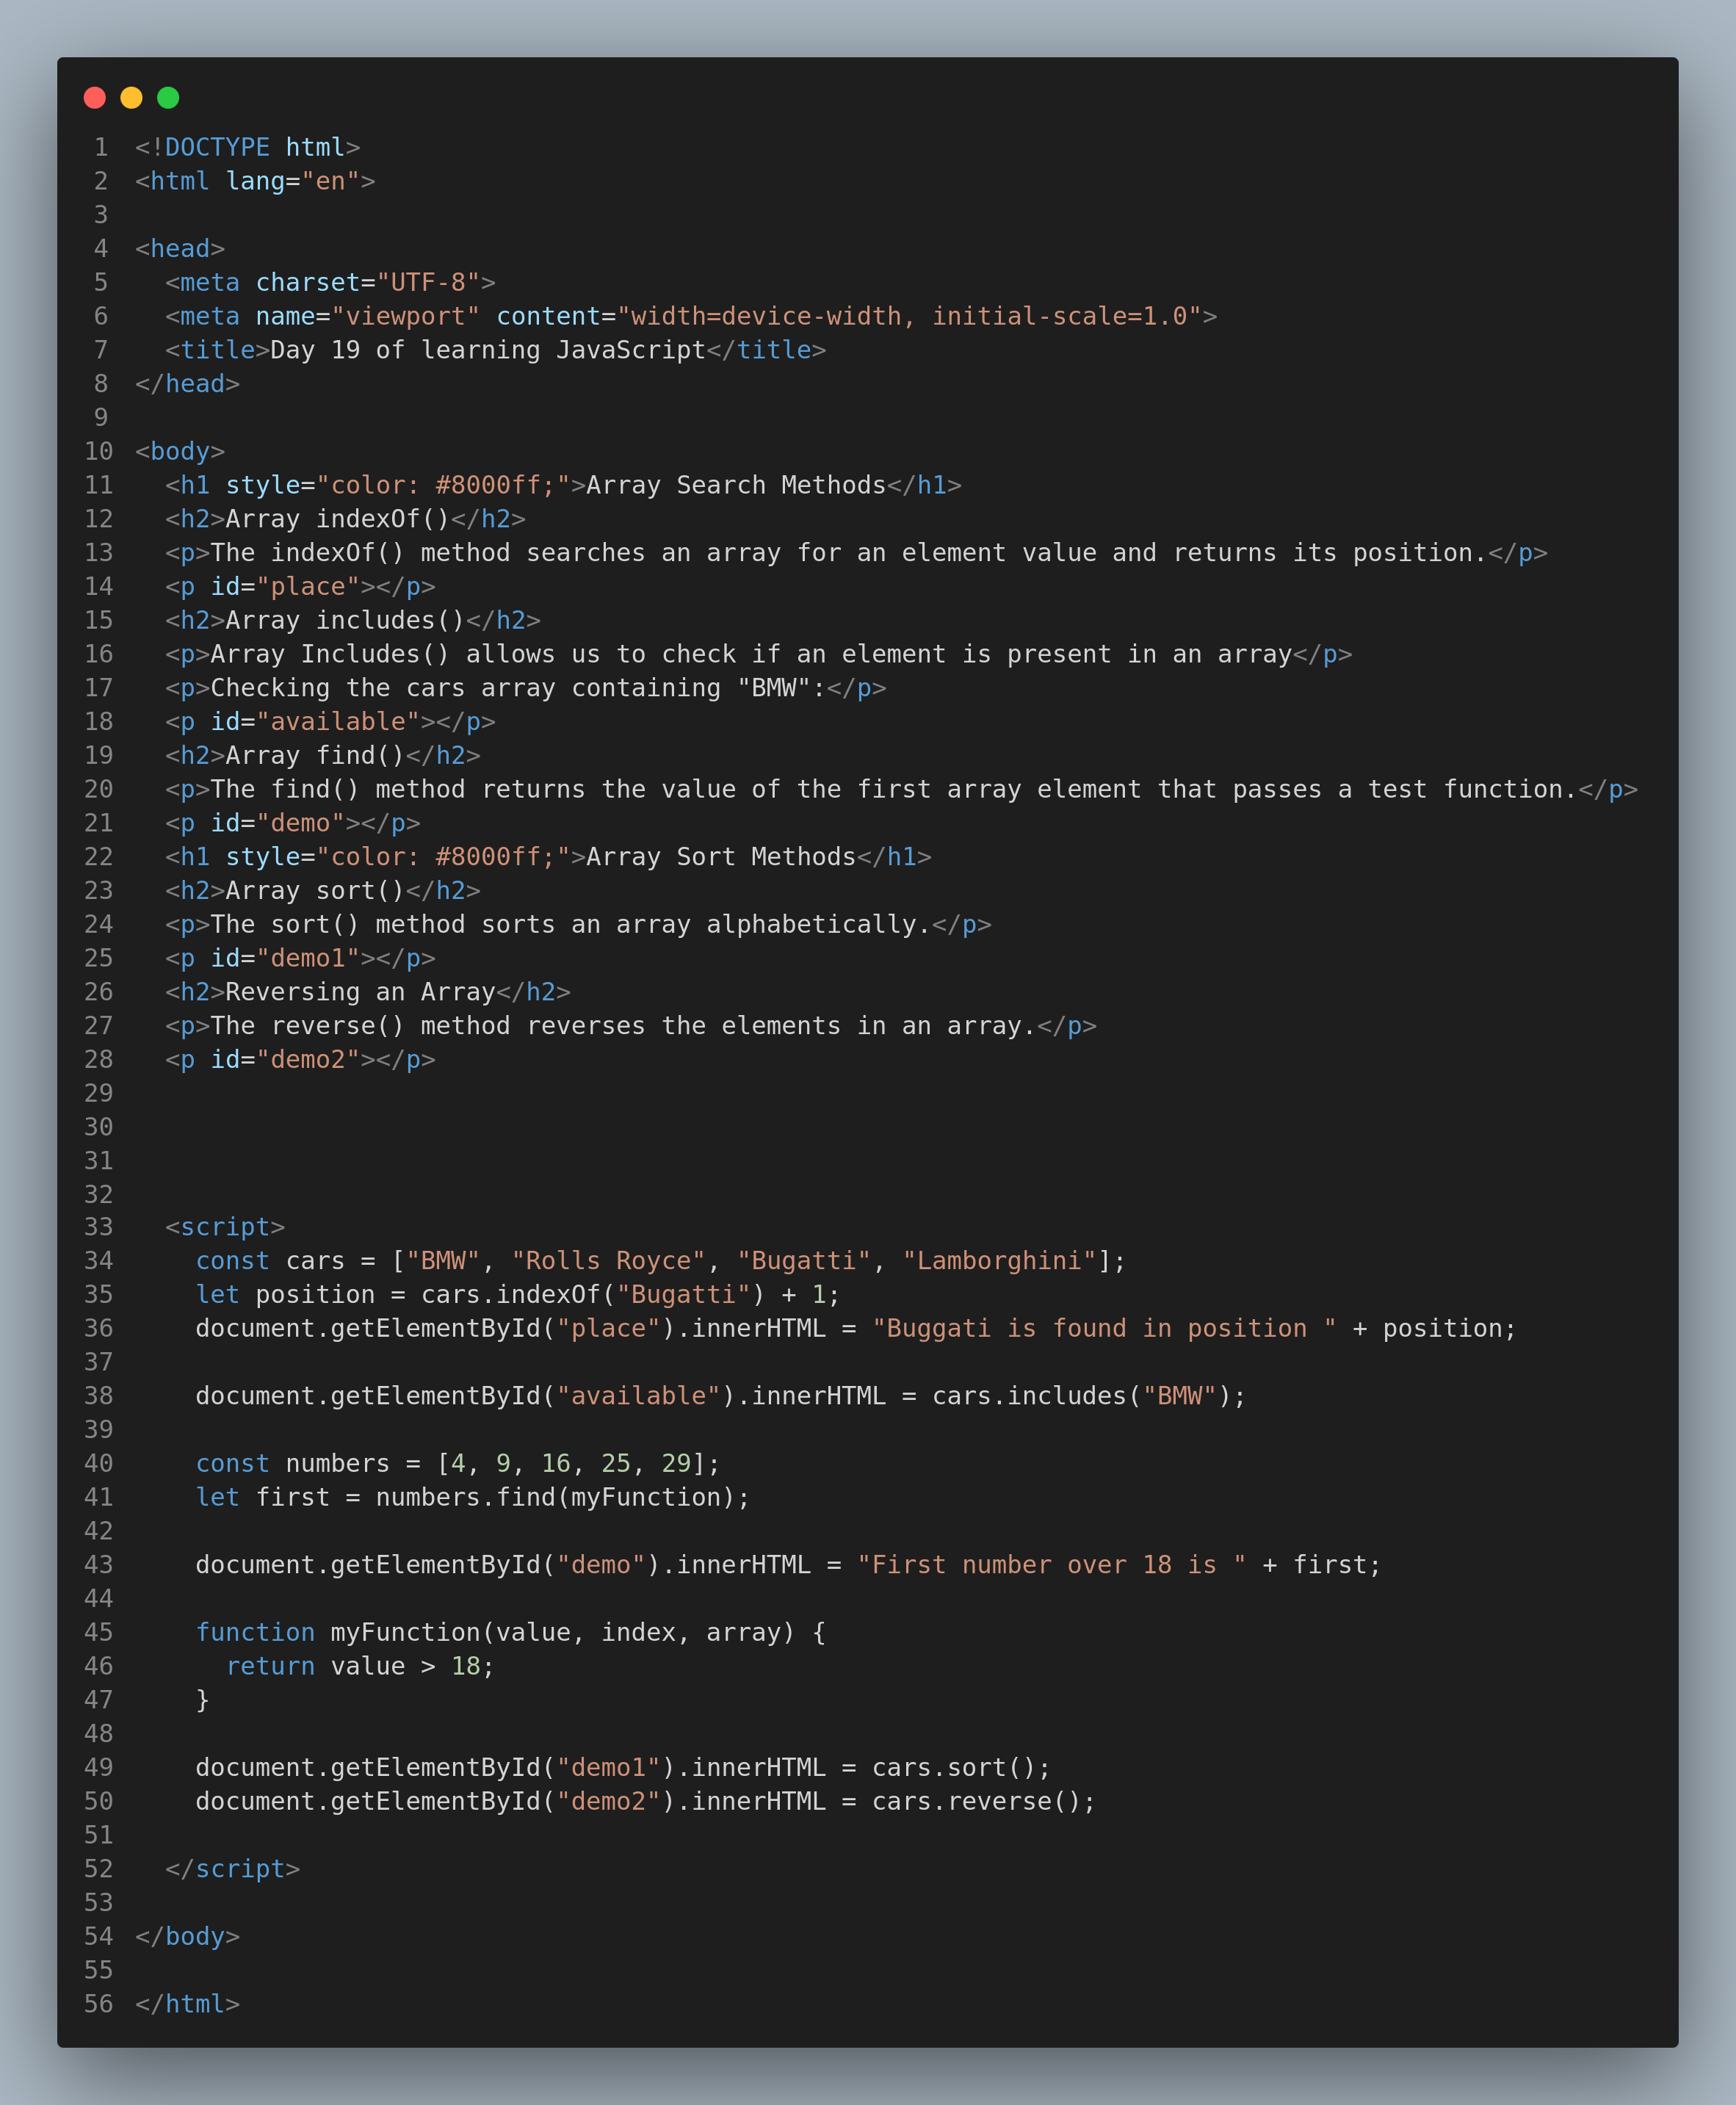 1 <!DOCTYPE html>
2 <html lang="en">
3
4 <head>
5   <meta charset="UTF-8">
6   <meta name="viewport" content="width=device-width, initial-scale=1.0">
7   <title>Day 19 of learning JavaScript</title>
8 </head>
9
10 <body>
11   <h1 style="color: #8000ff;">Array Search Methods</h1>
12   <h2>Array indexOf()</h2>
13   <p>The indexOf() method searches an array for an element value and returns its position.</p>
14   <p id="place"></p>
15   <h2>Array includes()</h2>
16   <p>Array Includes() allows us to check if an element is present in an array</p>
17   <p>Checking the cars array containing "BMW":</p>
18   <p id="available"></p>
19   <h2>Array find()</h2>
20   <p>The find() method returns the value of the first array element that passes a test function.</p>
21   <p id="demo"></p>
22   <h1 style="color: #8000ff;">Array Sort Methods</h1>
23   <h2>Array sort()</h2>
24   <p>The sort() method sorts an array alphabetically.</p>
25   <p id="demo1"></p>
26   <h2>Reversing an Array</h2>
27   <p>The reverse() method reverses the elements in an array.</p>
28   <p id="demo2"></p>
29
30
31
32
33   <script>
34     const cars = ["BMW", "Rolls Royce", "Bugatti", "Lamborghini"];
35     let position = cars.indexOf("Bugatti") + 1;
36     document.getElementById("place").innerHTML = "Buggati is found in position " + position;
37
38     document.getElementById("available").innerHTML = cars.includes("BMW");
39
40     const numbers = [4, 9, 16, 25, 29];
41     let first = numbers.find(myFunction);
42
43     document.getElementById("demo").innerHTML = "First number over 18 is " + first;
44
45     function myFunction(value, index, array) {
46       return value > 18;
47     }
48
49     document.getElementById("demo1").innerHTML = cars.sort();
50     document.getElementById("demo2").innerHTML = cars.reverse();
51
52   </script>
53
54 </body>
55
56 </html>